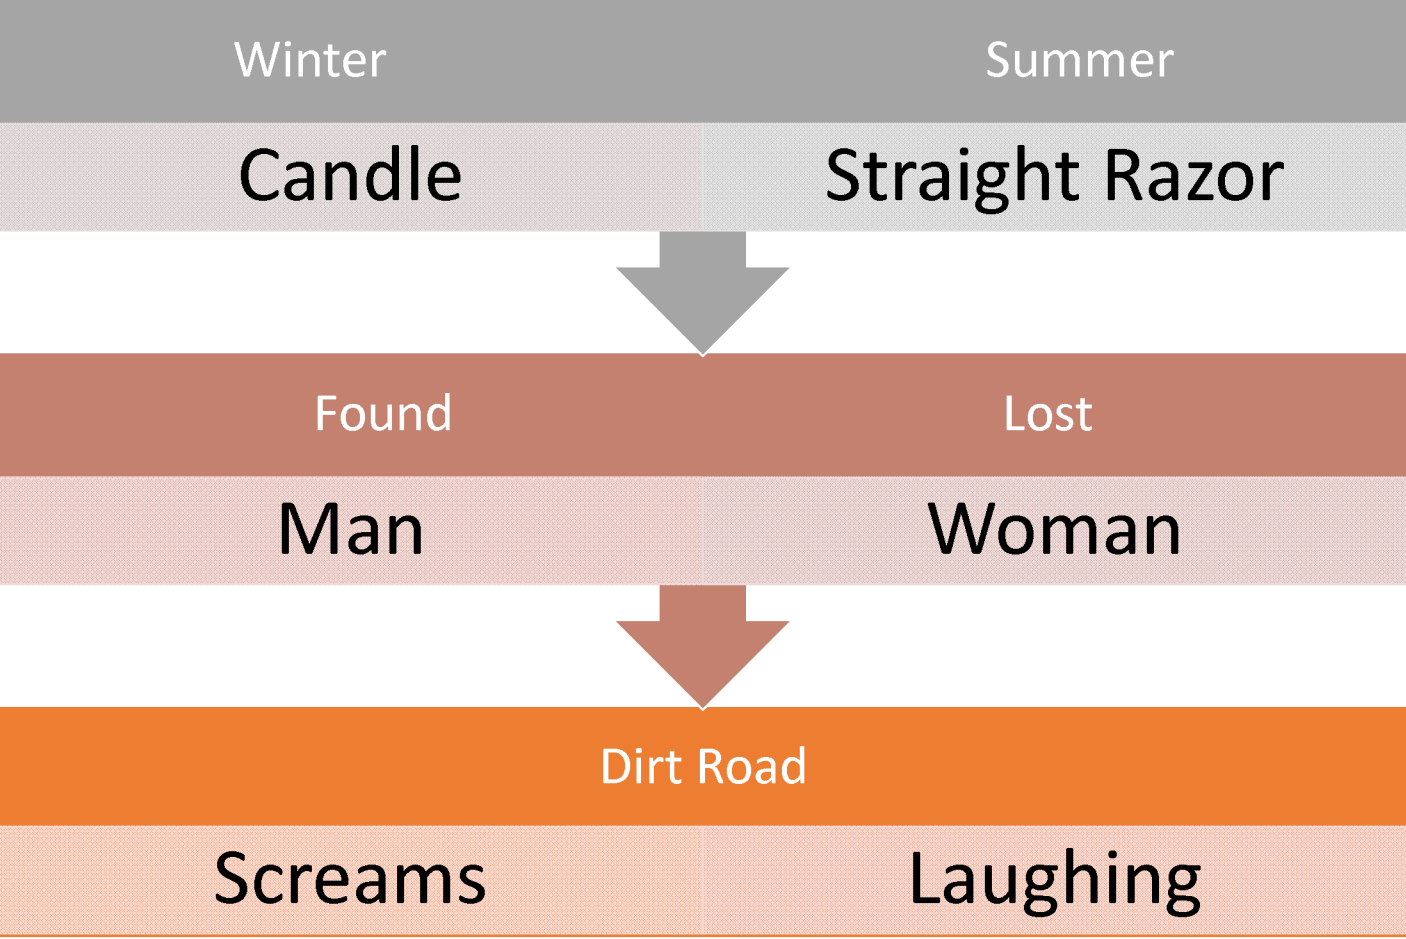 Winter Summer
Candle Straight Razor
Found Lost
Man Woman
Dirt Road
Screams Laughing